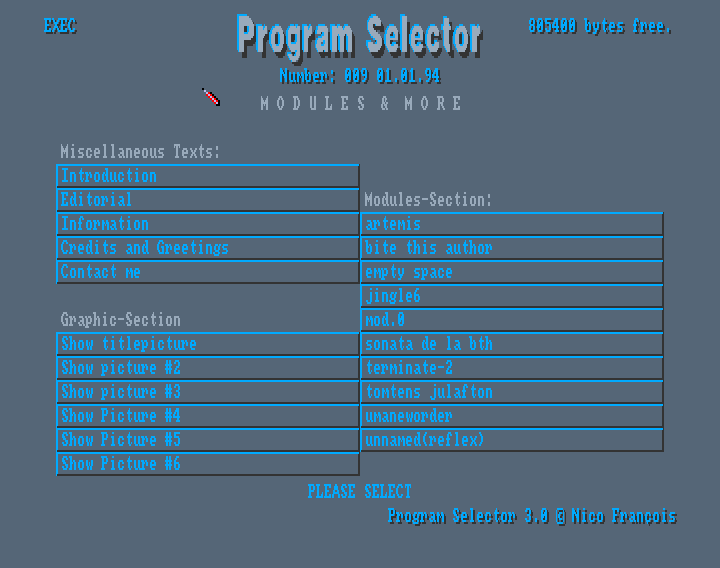 EXEC
Program Selector
805400 bytes free.
Number: 009 01.01.94
MODULES & MORE
Miscellaneous Texts:
Introduction
Editorial
Information
Credits and Greetings
Contact me
Graphic-Section
Show titlepicture
Show picture #2
Show picture #3
Show Picture #4
Show Picture #5
Show Picture #6
Modules-Section:
artemis
bite this author
empty space
jingle6
mod.0
sonata de la bth
terminate-2
tomtens julafton
umaneworder
unnamed(reflex)
PLEASE SELECT
Program Selector 3.0 @ Nico François